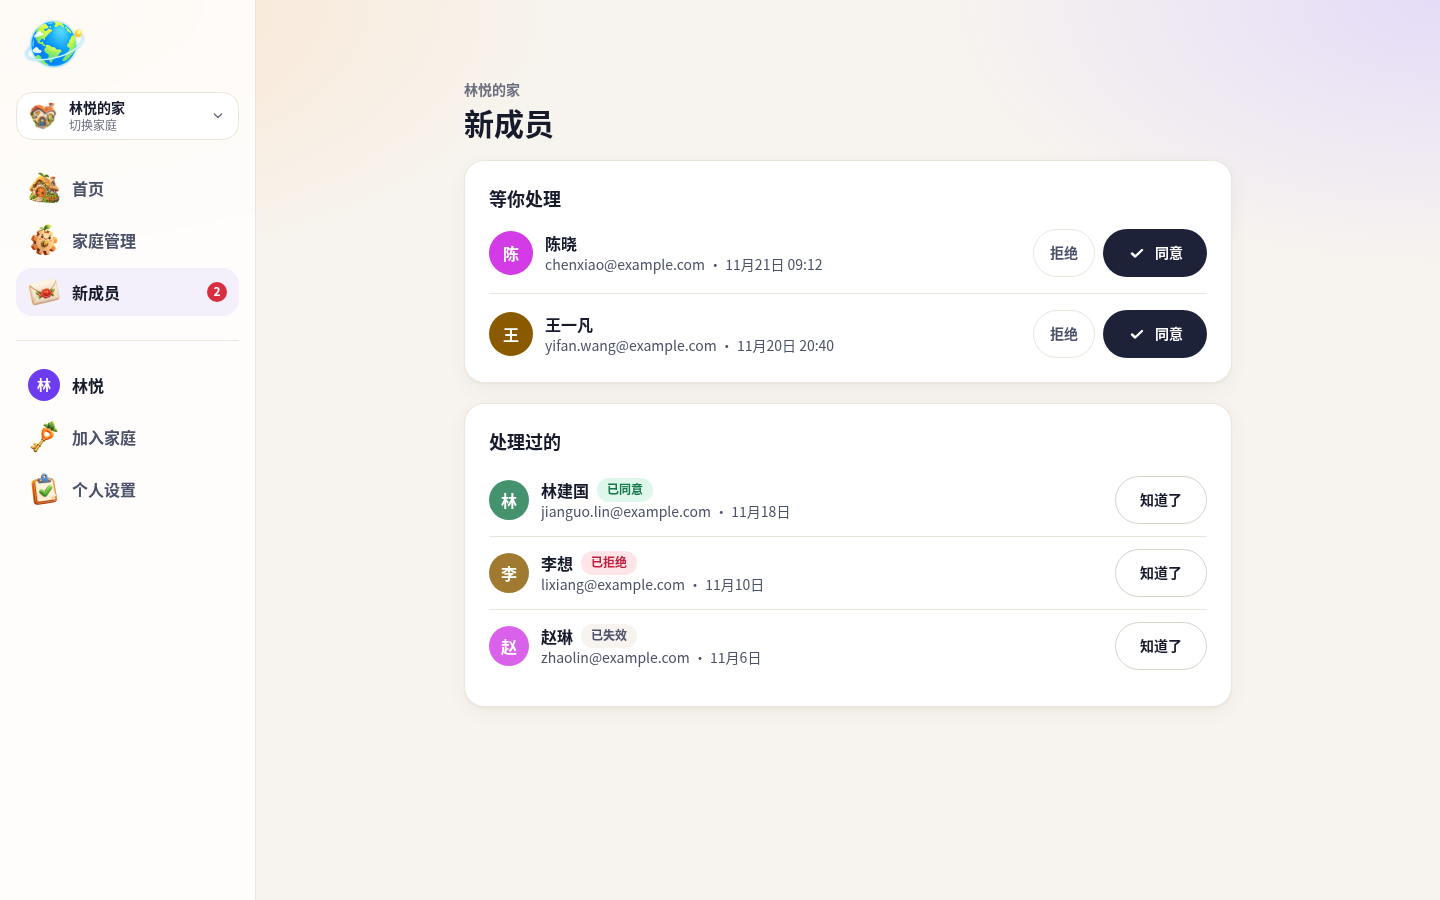 林悦的家
切换家庭
首页
家庭管理
新成员
2
林
林悦
加入家庭
个人设置
林悦的家
新成员
等你处理
陈
陈晓
chenxiao@example.com · 11月21日 09:12
拒绝
同意
王
王一凡
yifan.wang@example.com · 11月20日 20:40
拒绝
同意
处理过的
林
林建国 已同意
jianguo.lin@example.com · 11月18日
知道了
李
李想 已拒绝
lixiang@example.com · 11月10日
知道了
赵
赵琳 已失效
zhaolin@example.com · 11月6日
知道了